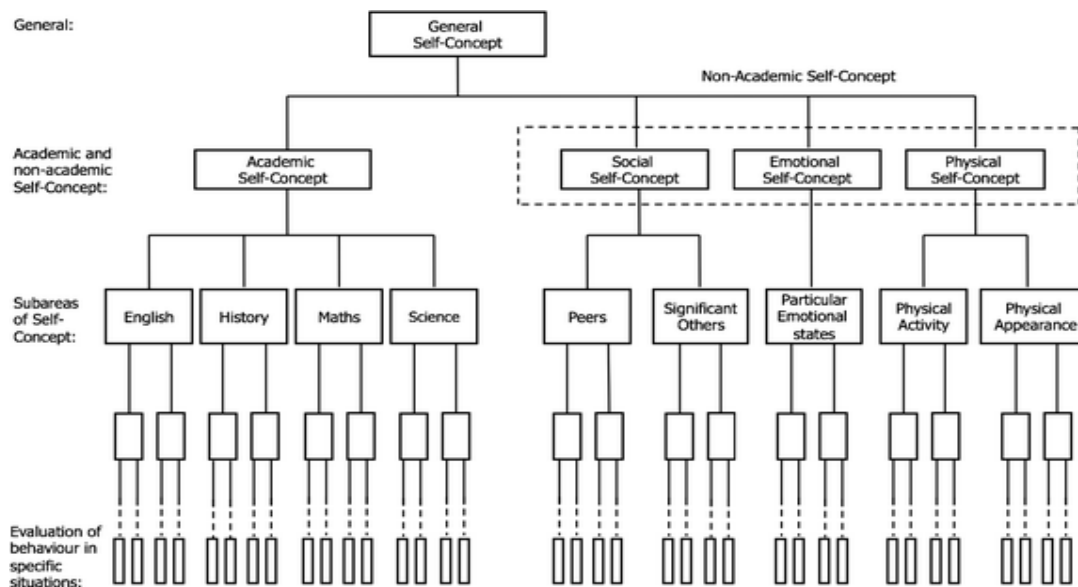 General:
General
Self-Concept
Non-Academic Self-Concept
Academic and
non-academic
Self-Concept:
Academic
Self-Concept
Social
Self-Concept
Emotional
Self-Concept
Physical
Self-Concept
Subareas
of Self-
Concept:
English
History
Maths
Science
Peers
Significant
Others
Particular
Emotional
states
Physical
Activity
Physical
Appearance
Evaluation of
behaviour in
specific
situations: